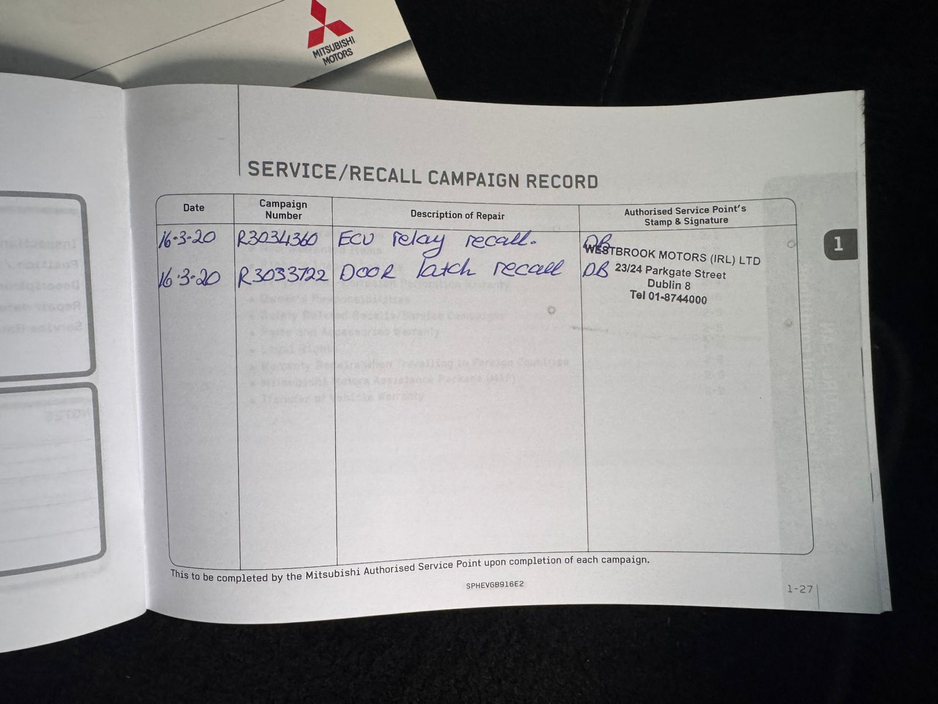 MITSUBISHI
MOTORS
SERVICE/RECALL CAMPAIGN RECORD
Date
Campaign
Number
Description of Repair
Authorised Service Point's
Stamp & Signature
16-3-20 R3034360 ECU relay recall. DB
16-3-20 R3033722 DOOR latch recall DB
WESTBROOK MOTORS (IRL) LTD
23/24 Parkgate Street
Dublin 8
Tel 01-8744000
1
This to be completed by the Mitsubishi Authorised Service Point upon completion of each campaign.
SPHEVGB916E2
1-27